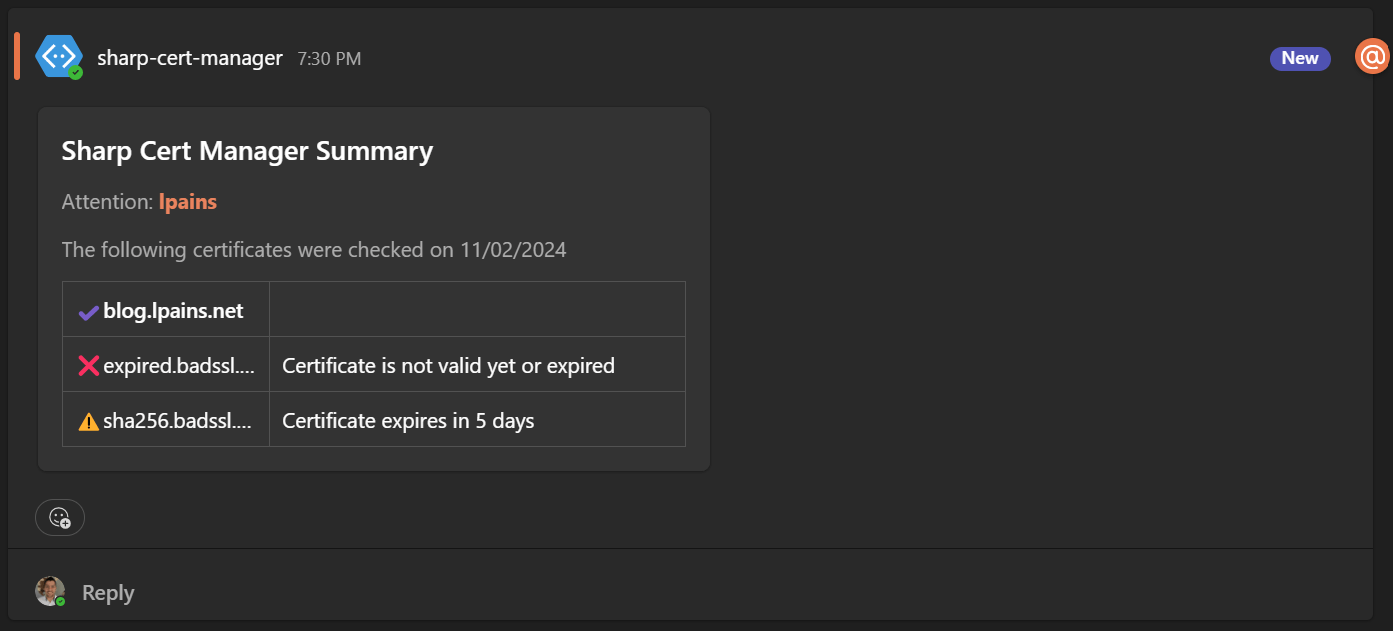 sharp-cert-manager 7:30 PM New @
Sharp Cert Manager Summary
Attention: lpains
The following certificates were checked on 11/02/2024
blog.lpains.net
expired.badssl.... Certificate is not valid yet or expired
sha256.badssl.... Certificate expires in 5 days
Reply